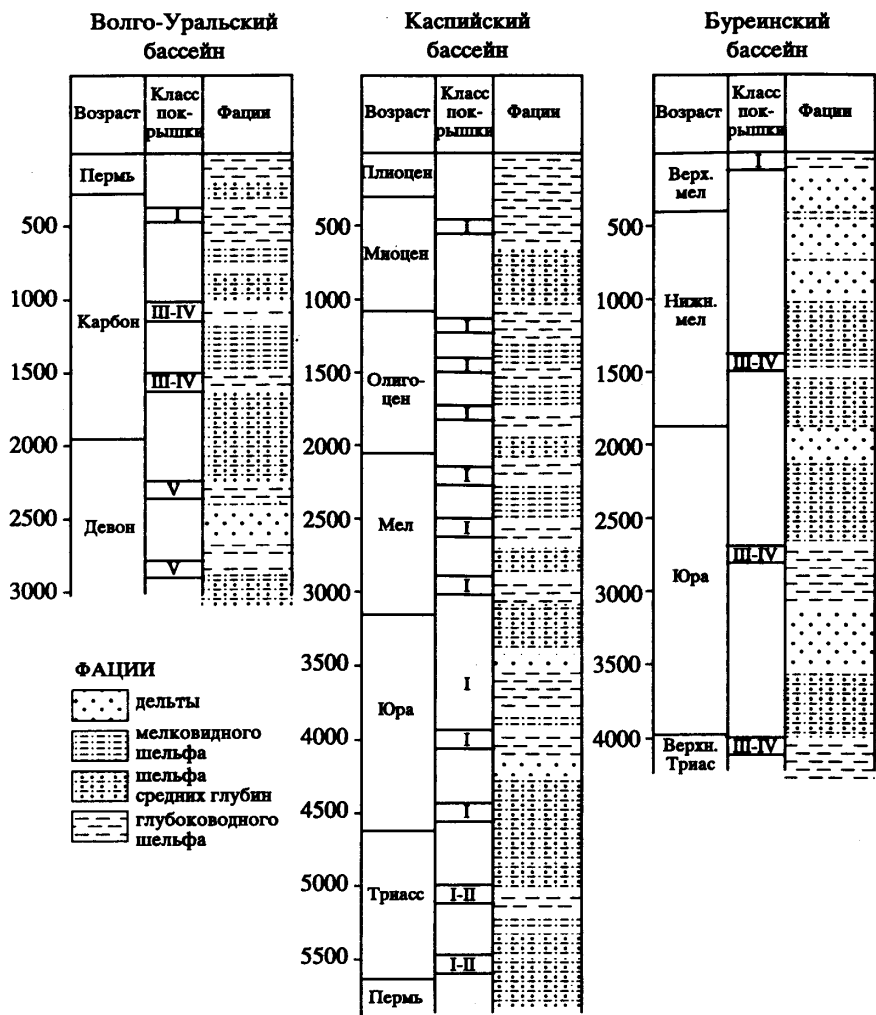 Волго-Уральский
бассейн
Возраст
Класс
пок-
рышки
Фации
Пермь
Карбон
Девон
500
1000
1500
2000
2500
3000
I
III-IV
III-IV
V
V
Каспийский
бассейн
Возраст
Класс
пок-
рышки
Фации
Плиоцен
Миоцен
Олиго-
цен
Мел
Юра
Триасс
Пермь
500
1000
1500
2000
2500
3000
3500
4000
4500
5000
5500
I
I
I
I
I
I
I
I
I
I
I-II
I-II
Буреинский
бассейн
Возраст
Класс
пок-
рышки
Фации
Верх.
мел
Нижн.
мел
Юра
Верхн.
Триас
500
1000
1500
2000
2500
3000
3500
4000
I
III-IV
III-IV
III-IV
ФАЦИИ
дельты
мелковидного
шельфа
шельфа
средних глубин
глубоководного
шельфа